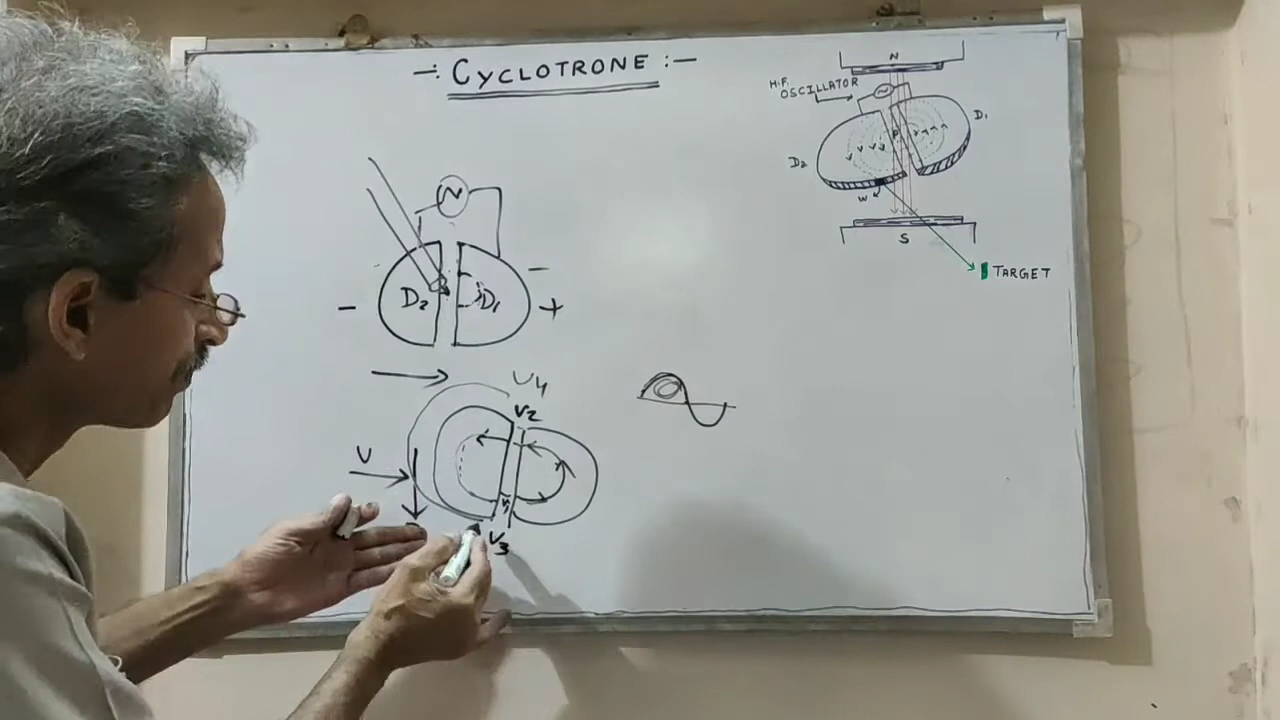 -: CYCLOTRONE :-
N
H.F.
OSCILLATOR
D1
D2
W
S
TARGET
D2 D1
- + -
V4
V2
V
V3